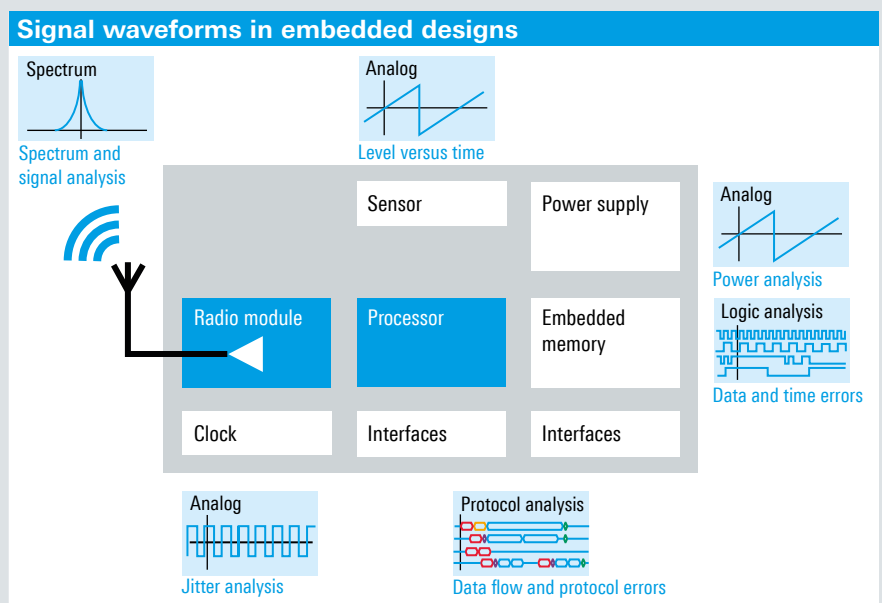 Signal waveforms in embedded designs
Spectrum
Spectrum and
signal analysis
Analog
Level versus time
Sensor
Power supply
Analog
Power analysis
Radio module
Processor
Embedded
memory
Logic analysis
Data and time errors
Clock
Interfaces
Interfaces
Analog
Jitter analysis
Protocol analysis
Data flow and protocol errors